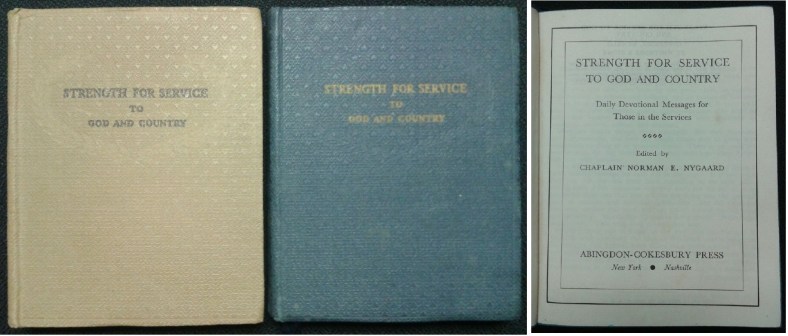 STRENGTH FOR SERVICE
TO
GOD AND COUNTRY
STRENGTH FOR SERVICE
TO
GOD AND COUNTRY
STRENGTH FOR SERVICE
TO GOD AND COUNTRY
Daily Devotional Messages for
Those in the Services
Edited by
CHAPLAIN NORMAN E. NYGAARD
ABINGDON-COKESBURY PRESS
New York ● Nashville